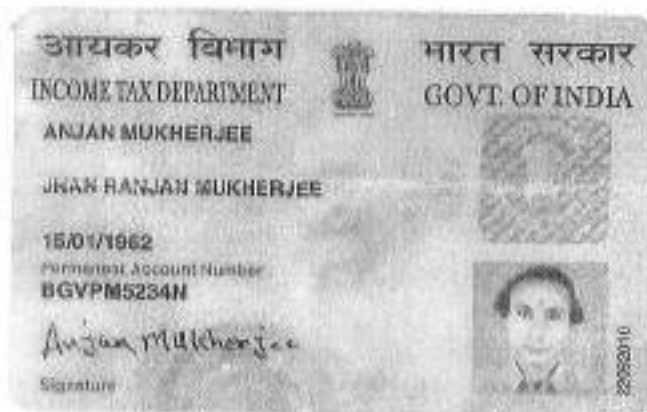 आयकर विभाग
भारत सरकार
INCOME TAX DEPARTMENT
GOVT. OF INDIA
ANJAN MUKHERJEE
RANJAN MUKHERJEE
15/01/1962
Permanent Account Number
BGVPM5234N
Anjan Mukherjee
Signature
22092010